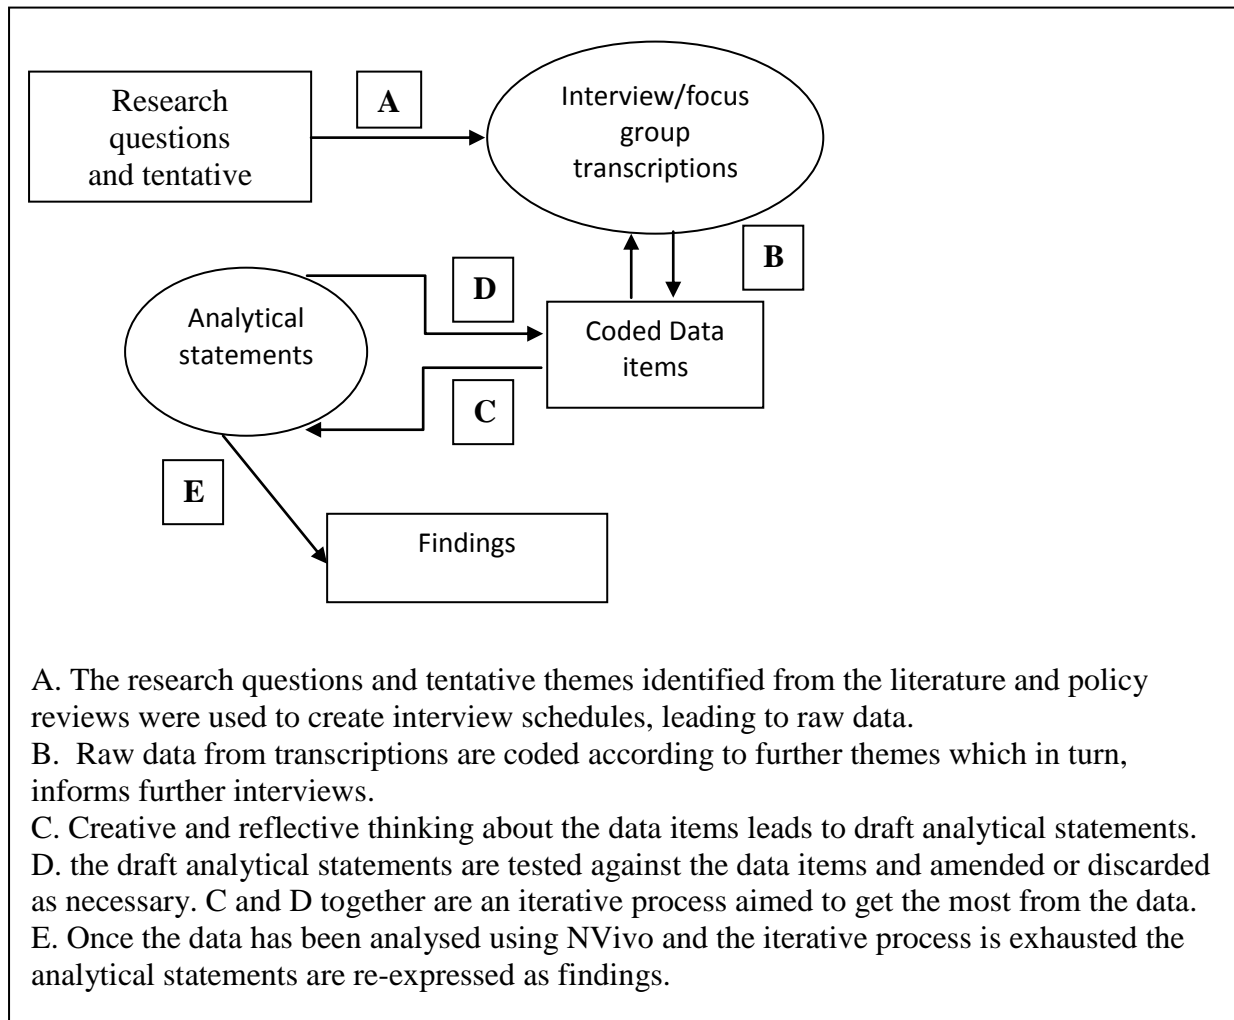 Research
questions
and tentative
A
Interview/focus
group
transcriptions
B
Analytical
statements
D
Coded Data
items
C
E
Findings
A. The research questions and tentative themes identified from the literature and policy
reviews were used to create interview schedules, leading to raw data.
B.  Raw data from transcriptions are coded according to further themes which in turn,
informs further interviews.
C. Creative and reflective thinking about the data items leads to draft analytical statements.
D. the draft analytical statements are tested against the data items and amended or discarded
as necessary. C and D together are an iterative process aimed to get the most from the data.
E. Once the data has been analysed using NVivo and the iterative process is exhausted the
analytical statements are re-expressed as findings.